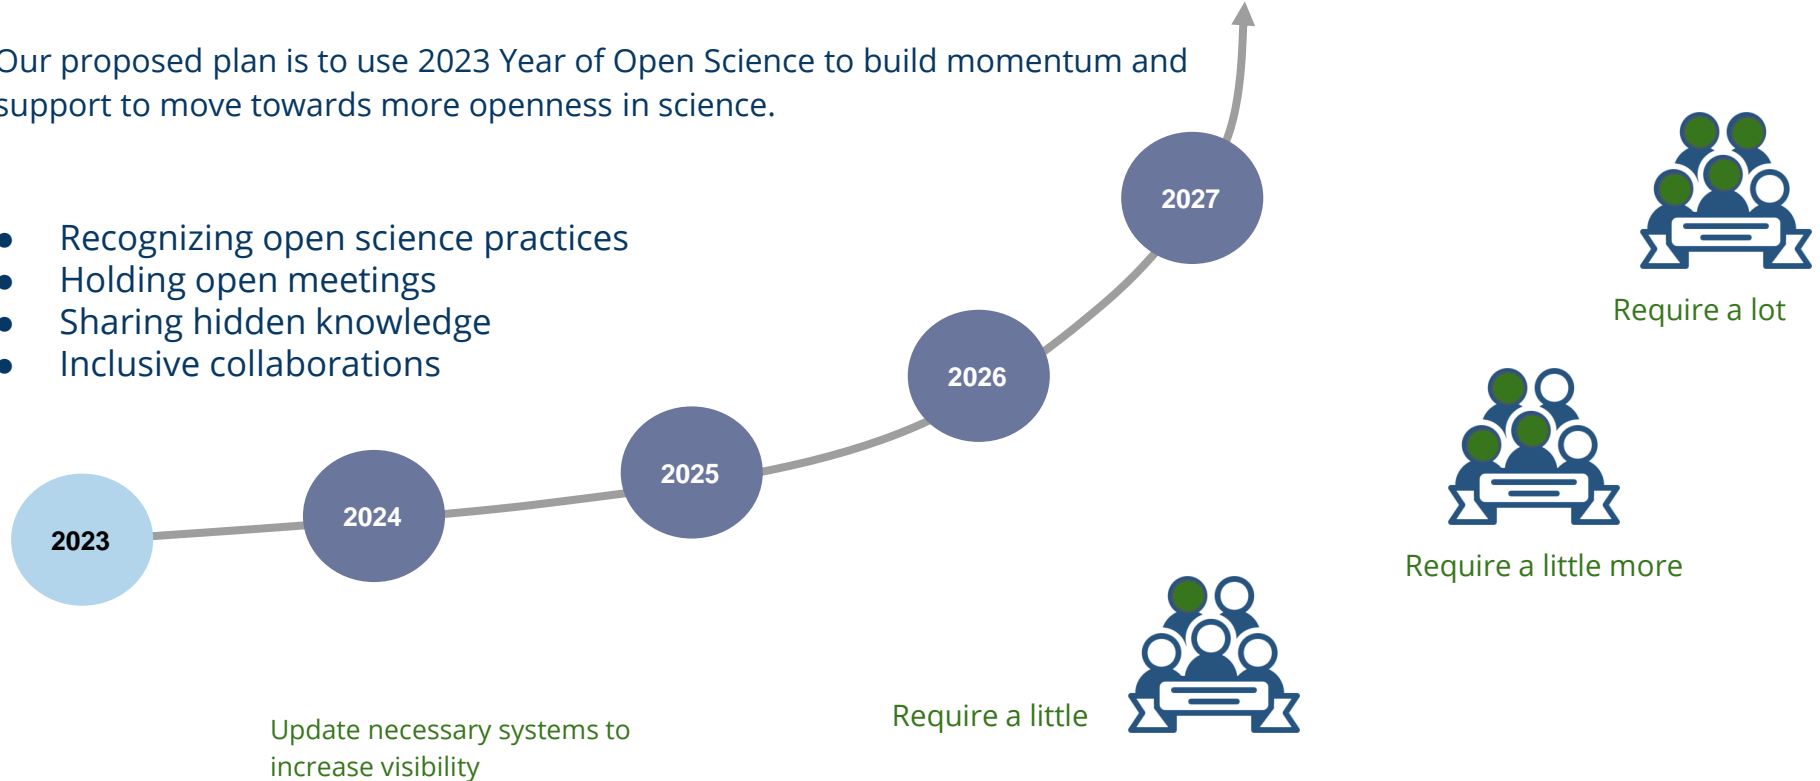 Our proposed plan is to use 2023 Year of Open Science to build momentum and
support to move towards more openness in science.
● Recognizing open science practices
● Holding open meetings
● Sharing hidden knowledge
● Inclusive collaborations
2023
2024
2025
2026
2027
Require a lot
Require a little more
Require a little
Update necessary systems to
increase visibility